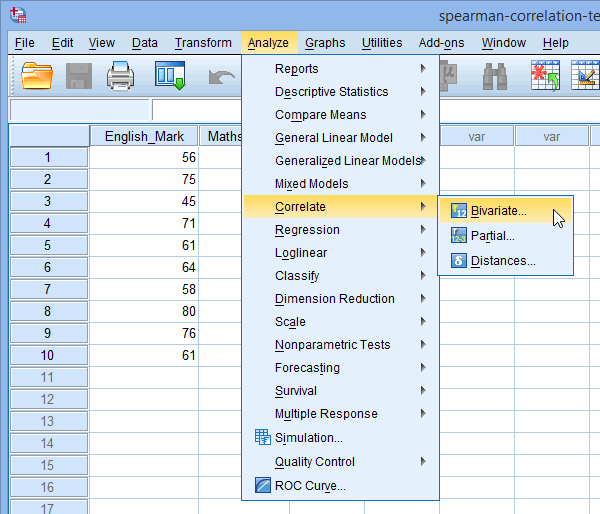 spearman-correlation-te
File Edit View Data Transform Analyze Graphs Utilities Add-ons Window Help
English_Mark Maths var var
1 56
2 75
3 45
4 71
5 61
6 64
7 58
8 80
9 76
10 61
11
12
13
14
15
16
17
Reports
Descriptive Statistics
Compare Means
General Linear Model
Generalized Linear Models
Mixed Models
Correlate
Regression
Loglinear
Classify
Dimension Reduction
Scale
Nonparametric Tests
Forecasting
Survival
Multiple Response
Simulation...
Quality Control
ROC Curve...
12 Bivariate...
12-3 Partial...
δ Distances...